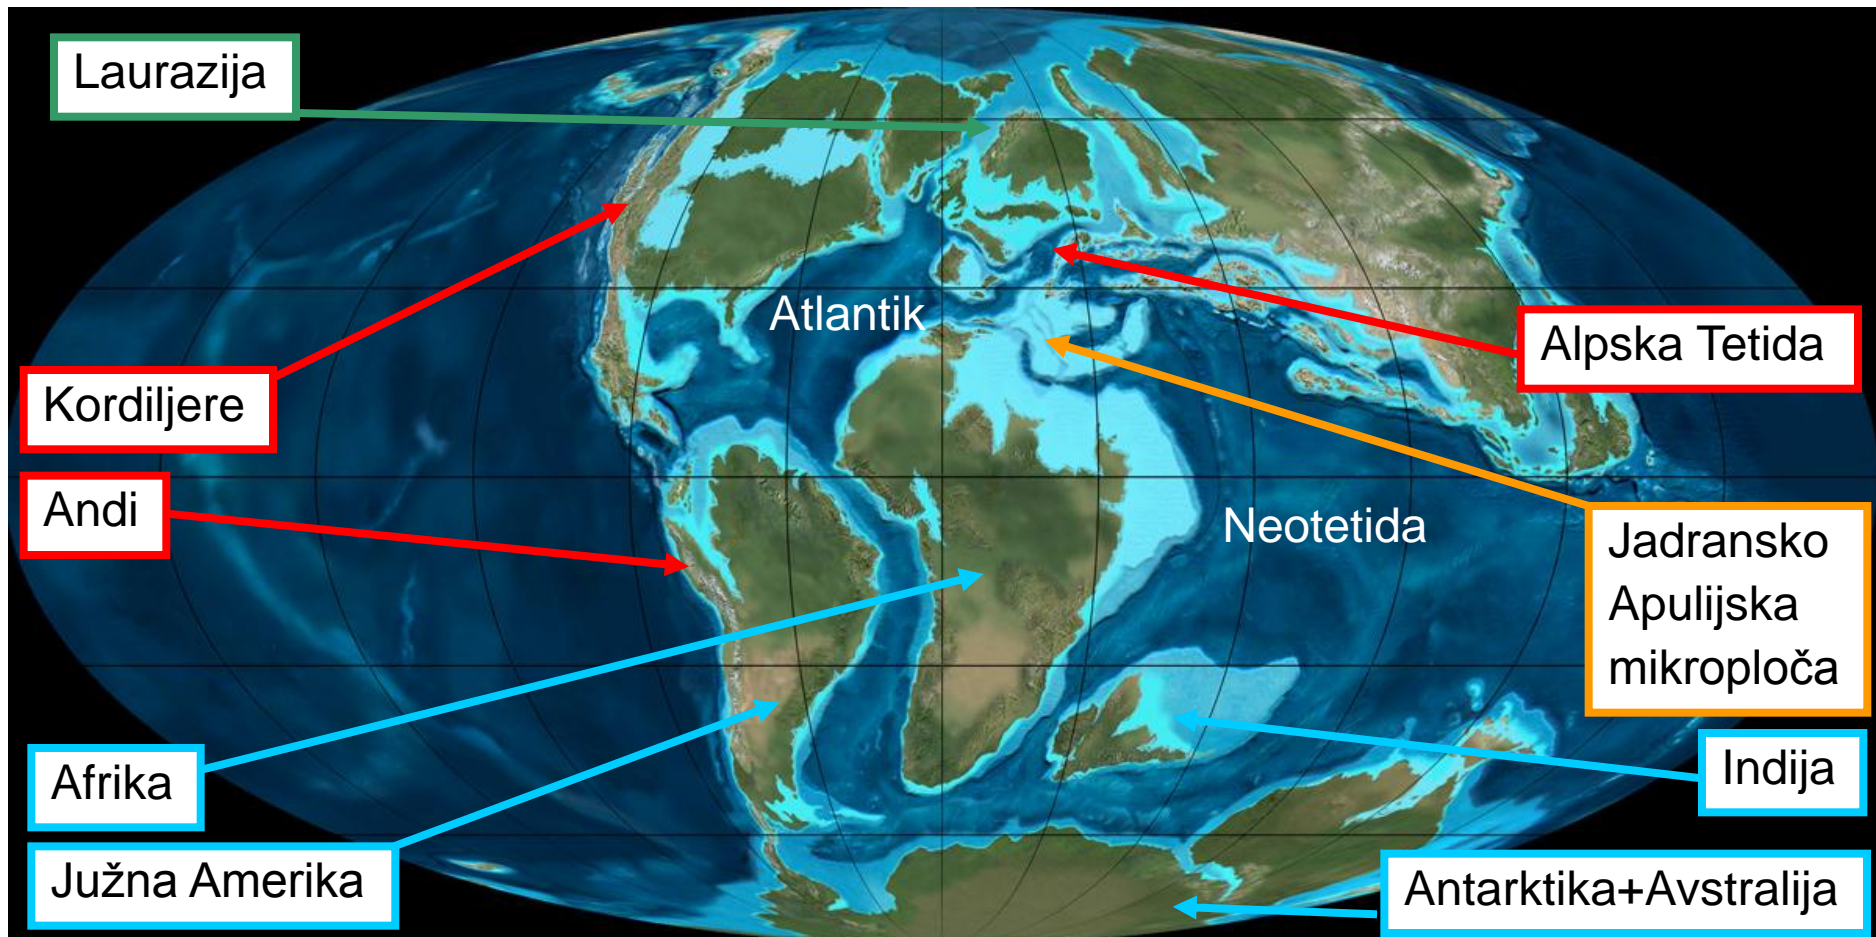 Laurazija
Atlantik
Alpska Tetida
Kordiljere
Andi
Neotetida
Jadransko
Apulijska
mikroploča
Afrika
Indija
Južna Amerika
Antarktika+Avstralija